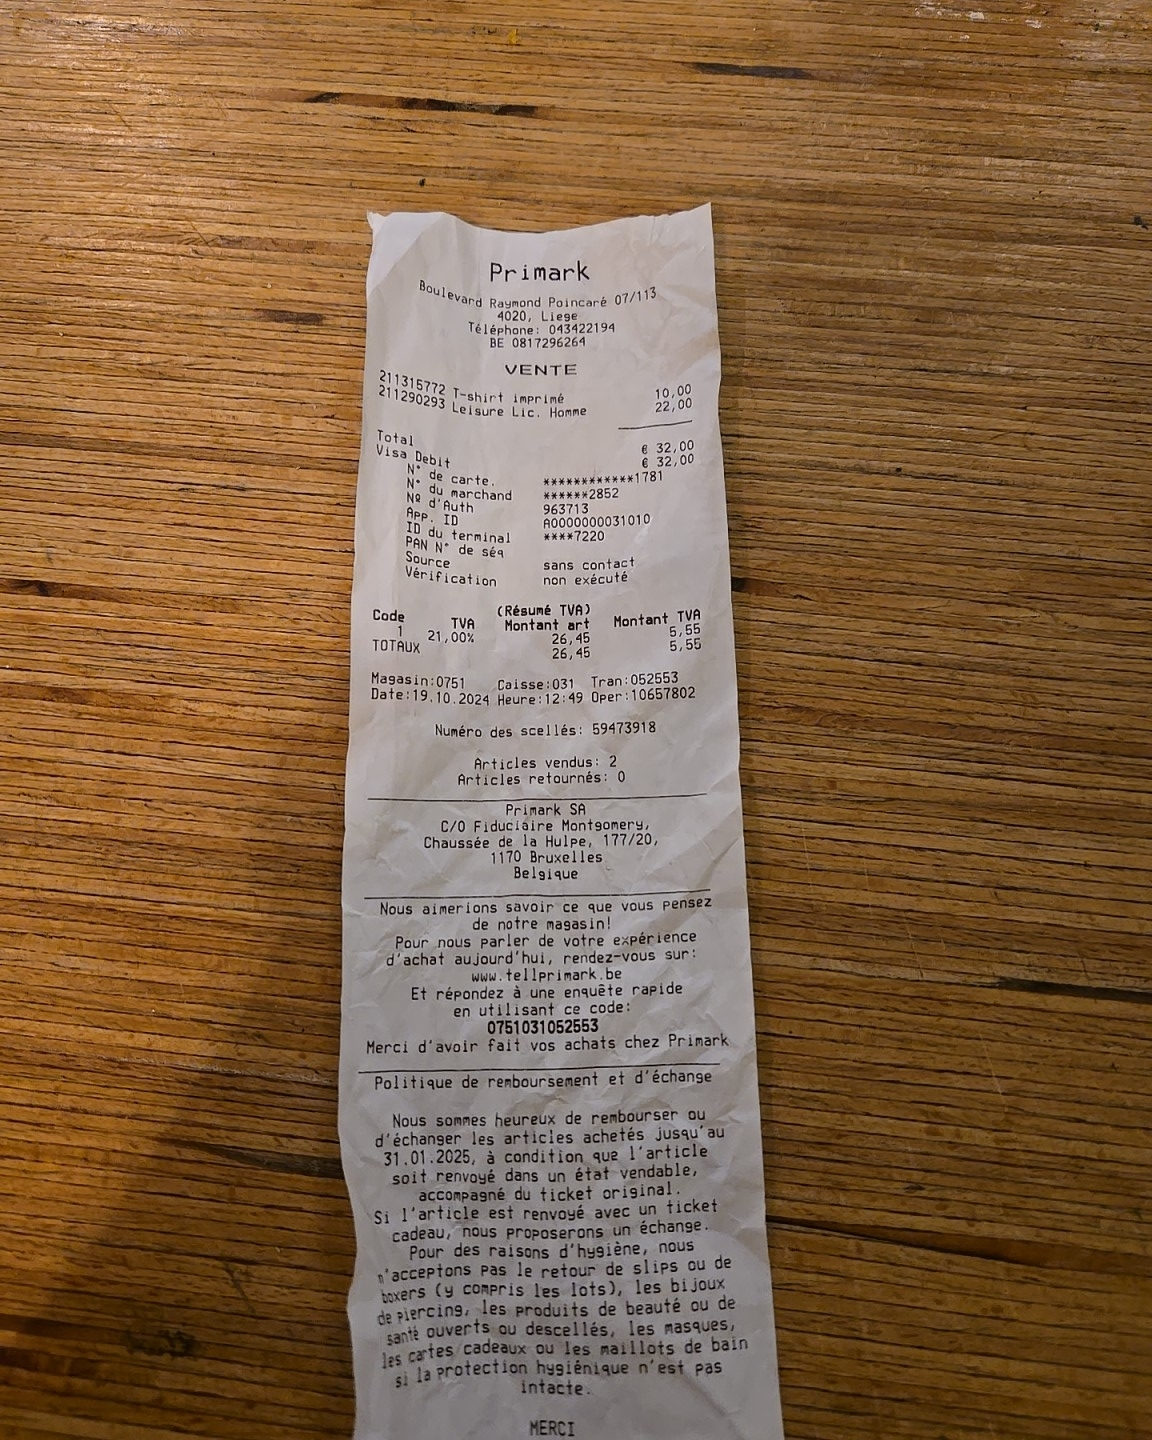 Primark
Boulevard Raymond Poincaré 07/113
4020, Liege
Téléphone: 043422194
BE 0817296264
VENTE
211315772 T-shirt imprimé 10,00
211290293 Leisure Lic. Homme 22,00
Total € 32,00
Visa Debit € 32,00
N° de carte. ************1781
N° du marchand ******2852
Nº d'Auth 963713
App. ID A0000000031010
ID du terminal ****7220
PAN N° de séq
Source sans contact
Vérification non exécuté
(Résumé TVA)
Code TVA Montant art Montant TVA
1 21,00% 26,45 5,55
TOTAUX 26,45 5,55
Magasin:0751 Caisse:031 Tran:052553
Date:19.10.2024 Heure:12:49 Oper:10657802
Numéro des scellés: 59473918
Articles vendus: 2
Articles retournés: 0
Primark SA
C/O Fiduciaire Montgomery,
Chaussée de la Hulpe, 177/20,
1170 Bruxelles
Belgique
Nous aimerions savoir ce que vous pensez
de notre magasin!
Pour nous parler de votre expérience
d'achat aujourd'hui, rendez-vous sur:
www.tellprimark.be
Et répondez à une enquête rapide
en utilisant ce code:
0751031052553
Merci d'avoir fait vos achats chez Primark
Politique de remboursement et d'échange
Nous sommes heureux de rembourser ou
d'échanger les articles achetés jusqu'au
31.01.2025, à condition que l'article
soit renvoyé dans un état vendable,
accompagné du ticket original.
Si l'article est renvoyé avec un ticket
cadeau, nous proposerons un échange.
Pour des raisons d'hygiène, nous
n'acceptons pas le retour de slips ou de
boxers (y compris les lots), les bijoux
de piercing, les produits de beauté ou de
santé ouverts ou descellés, les masques,
les cartes cadeaux ou les maillots de bain
si la protection hygiénique n'est pas
intacte.
MERCI